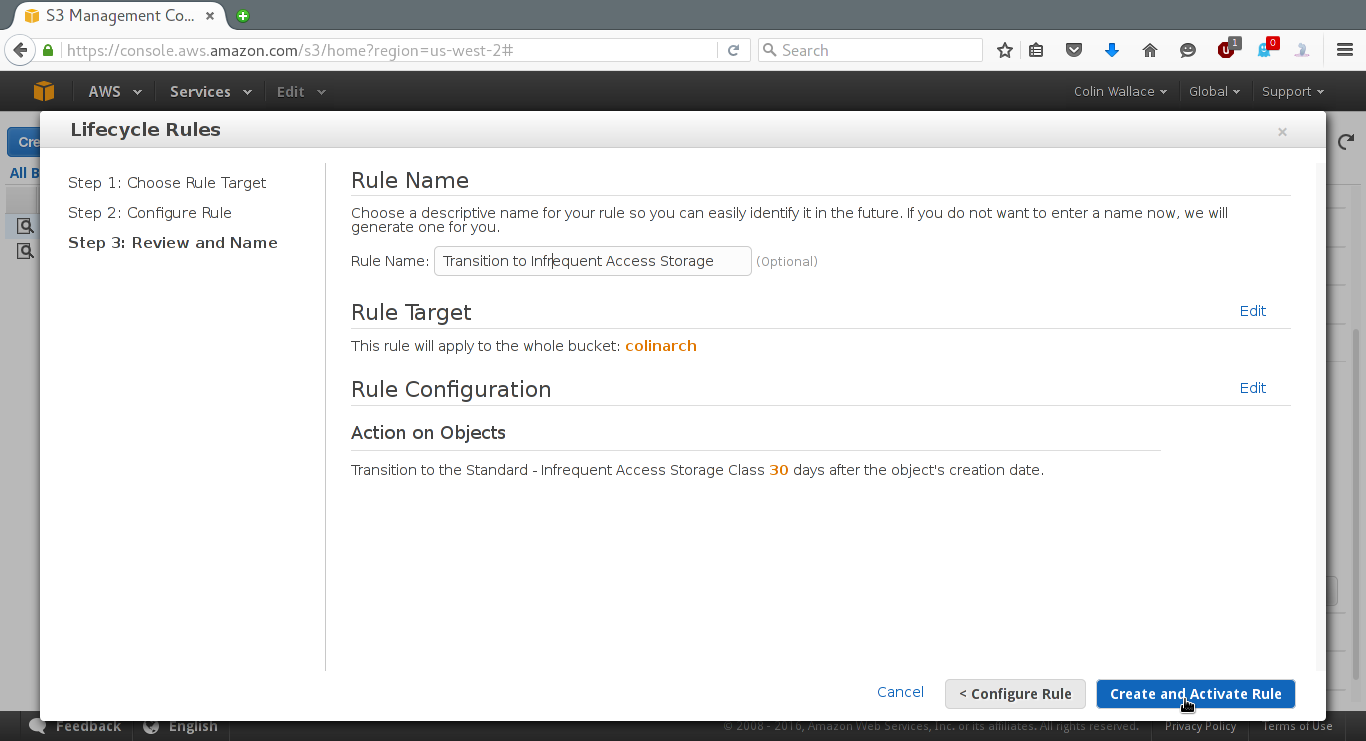 S3 Management Co...
https://console.aws.amazon.com/s3/home?region=us-west-2#
Search
1
0
AWS
Services
Edit
Colin Wallace
Global
Support
Cre
All B
Lifecycle Rules
Step 1: Choose Rule Target
Step 2: Configure Rule
Step 3: Review and Name
Rule Name
Choose a descriptive name for your rule so you can easily identify it in the future. If you do not want to enter a name now, we will
generate one for you.
Rule Name: Transition to Infrequent Access Storage (Optional)
Rule Target
Edit
This rule will apply to the whole bucket: colinarch
Rule Configuration
Edit
Action on Objects
Transition to the Standard - Infrequent Access Storage Class 30 days after the object's creation date.
Cancel
< Configure Rule
Create and Activate Rule
Feedback
English
© 2008 - 2016, Amazon Web Services, Inc. or its affiliates. All rights reserved.
Privacy Policy
Terms of Use